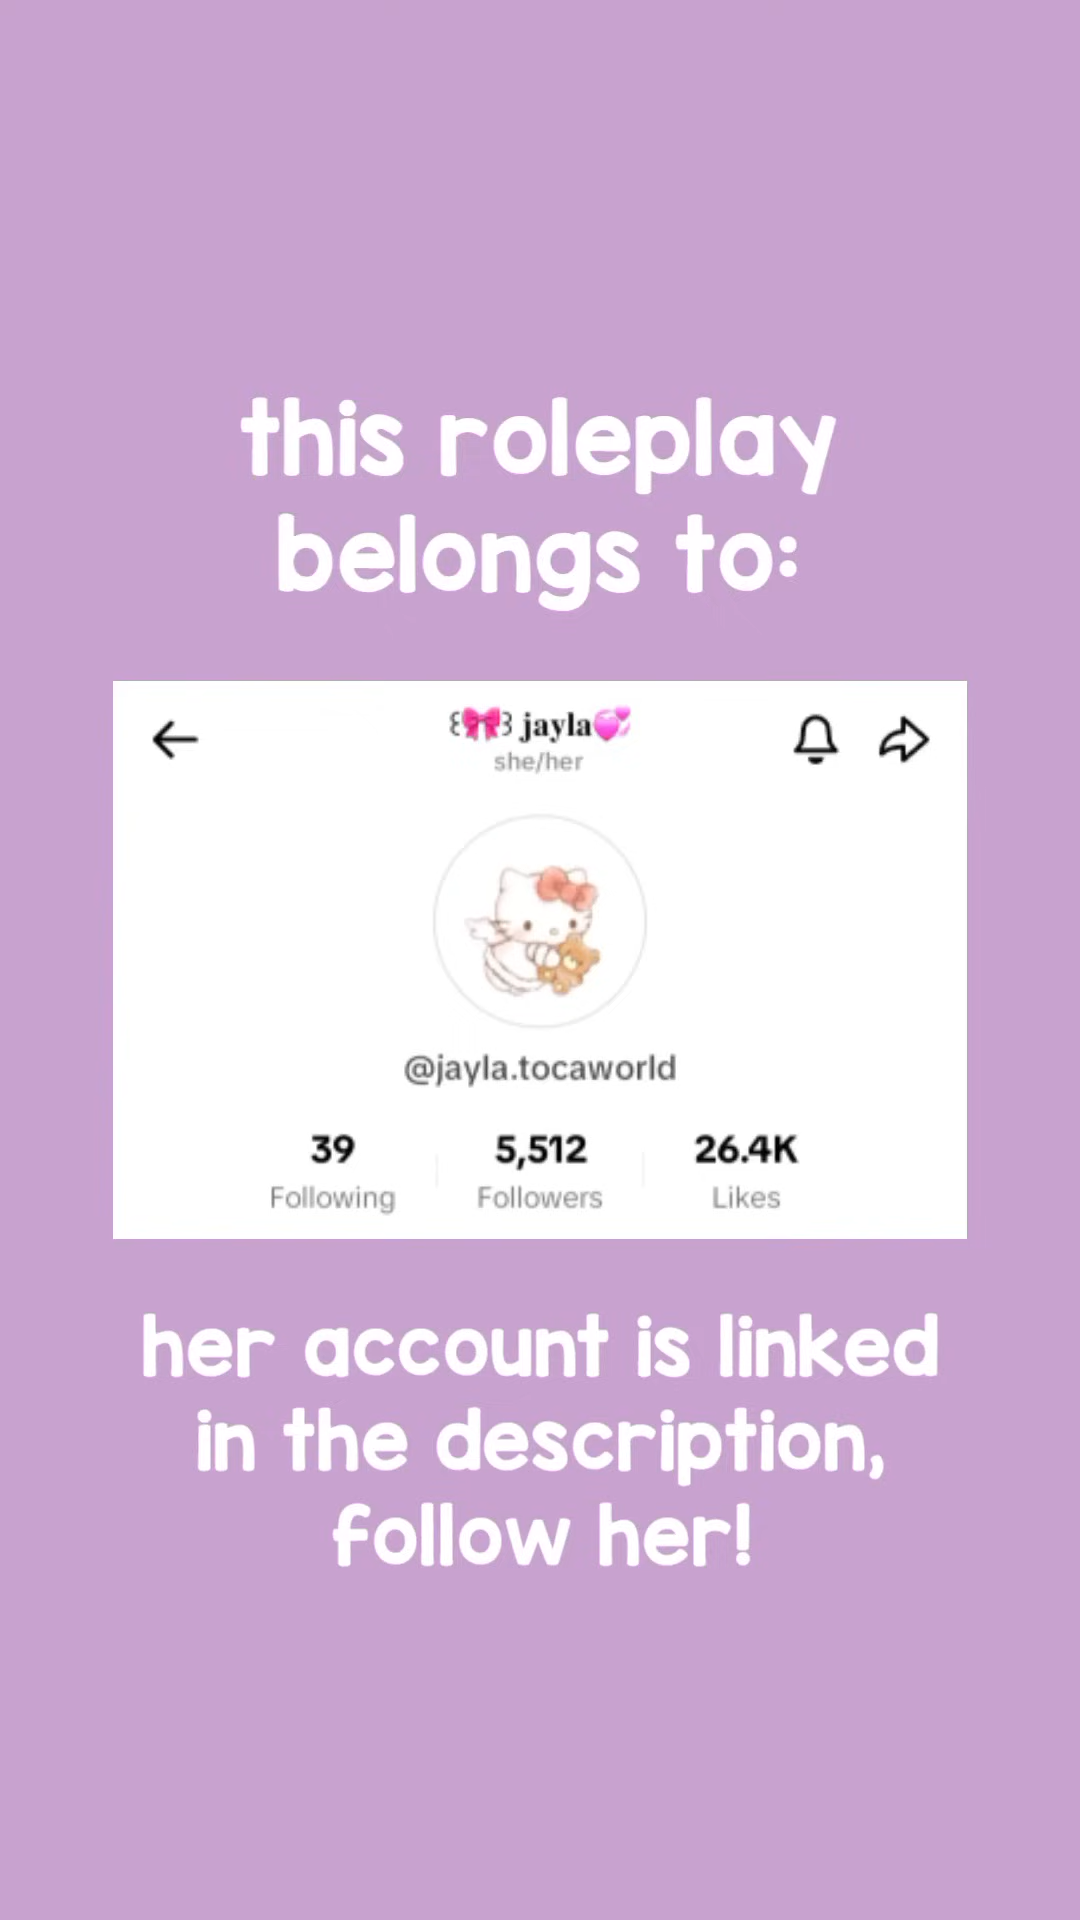 this roleplay
belongs to:
꒰🎀꒱ jayla💞
she/her
@jayla.tocaworld
39 5,512 26.4K
Following Followers Likes
her account is linked
in the description,
follow her!